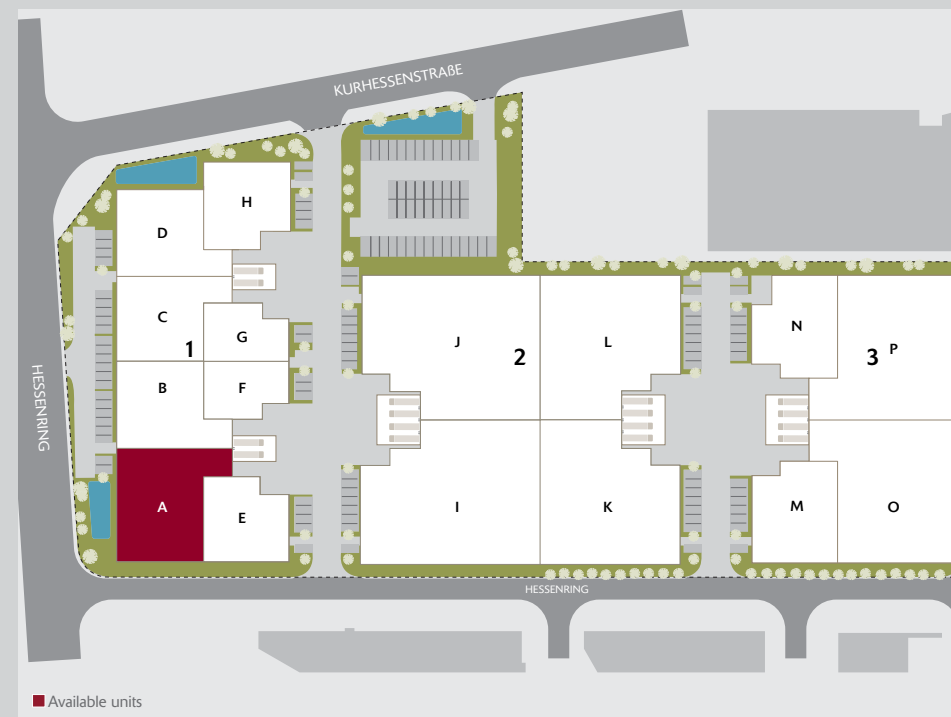 KURHESSENSTRAßE
H
D
N
C
G
J
L
1
2
3 P
HESSENRING
B
F
A
E
I
K
M
O
HESSENRING
Available units